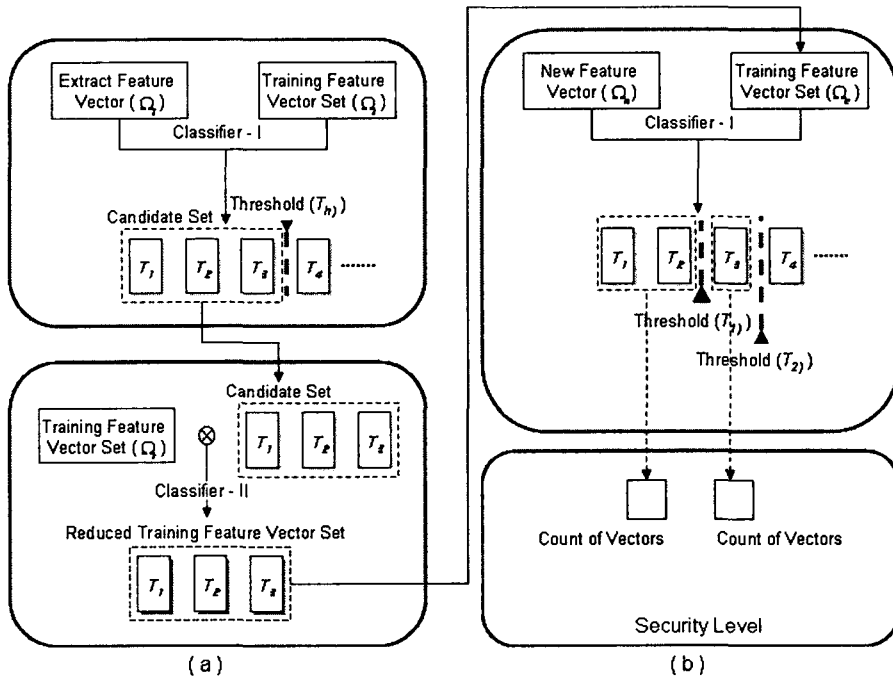 Extract Feature
Vector (Ω
Training Feature
Vector Set (Ω
Classifier - I
Threshold (Th)
Candidate Set
T1 T2 T3 T4 ........
Candidate Set
Training Feature
Vector Set (Ω
T1 T2 T3
Classifier - II
Reduced Training Feature Vector Set
T1 T2 T3
(a)
New Feature
Vector (Ωn)
Training Feature
Vector Set (Ω
Classifier - I
T1 T2 T3 T4 ........
Threshold (T1)
Threshold (T2)
Count of Vectors
Count of Vectors
Security Level
(b)